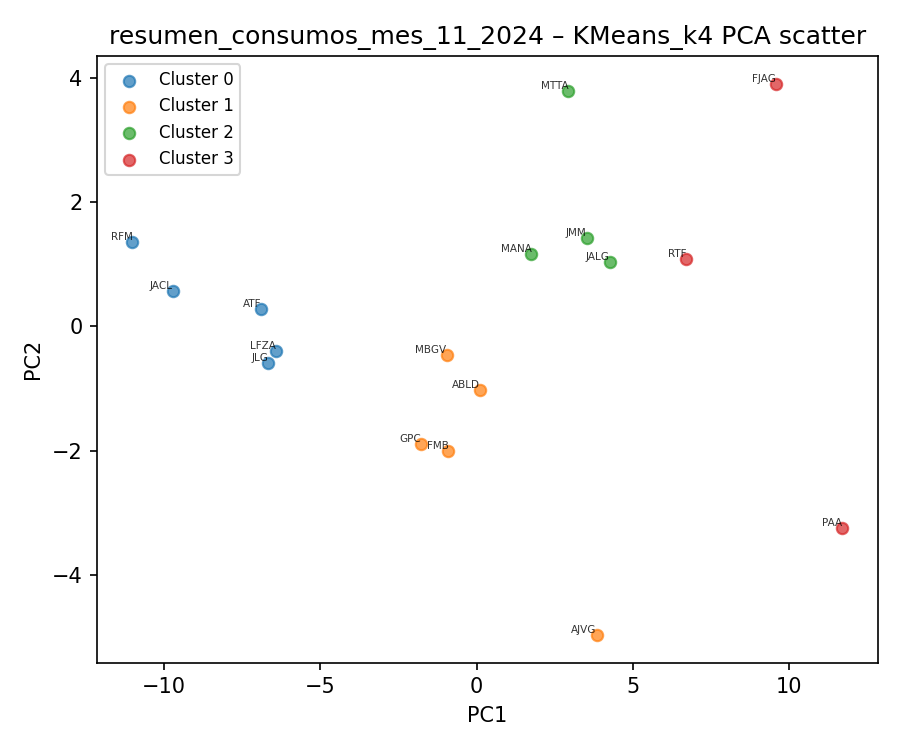 resumen_consumos_mes_11_2024 – KMeans_k4 PCA scatter
Cluster 0
Cluster 1
Cluster 2
Cluster 3
MTTA
FJAG
RFM
JACL
ATF
LFZA
JLG
MANA
JMM
JALG
RTF
MBGV
ABLD
GPC
FMB
PAA
AJVG
4
2
0
−2
−4
PC2
−10
−5
0
5
10
PC1